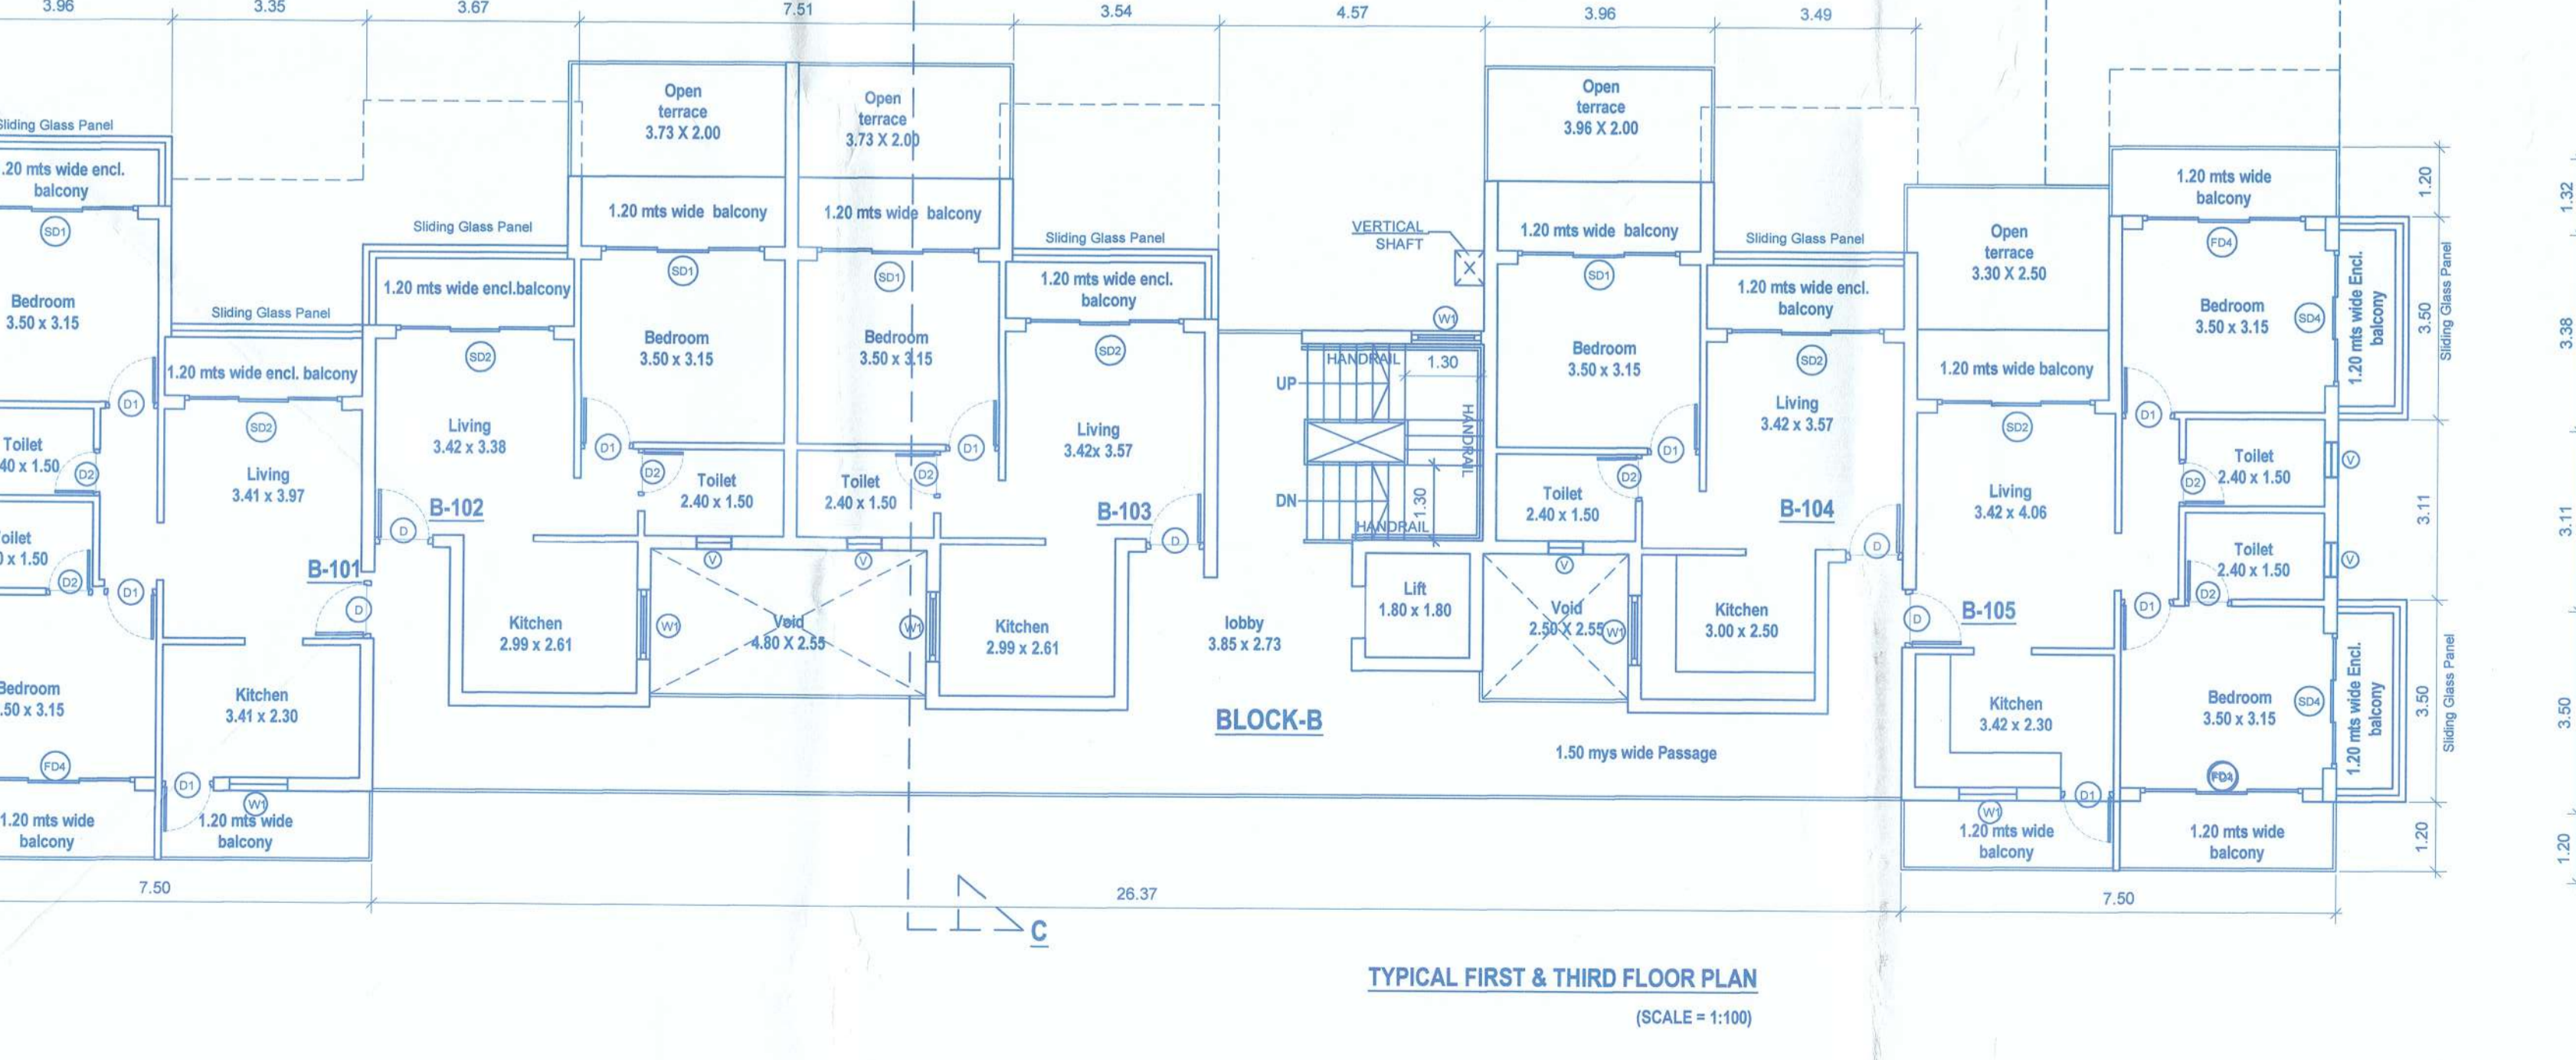 3.96
3.35
3.67
7.51
3.54
4.57
3.96
3.49
Sliding Glass Panel
.20 mts wide encl.
balcony
SD1
Bedroom
3.50 x 3.15
D1
Toilet
40 x 1.50
D2
oilet
0 x 1.50
D2
D1
Bedroom
.50 x 3.15
FD4
1.20 mts wide
balcony
Sliding Glass Panel
1.20 mts wide encl. balcony
SD2
Living
3.41 x 3.97
B-101
D
Kitchen
3.41 x 2.30
D1
W1
1.20 mts wide
balcony
Sliding Glass Panel
1.20 mts wide encl.balcony
SD2
Living
3.42 x 3.38
B-102
D
Kitchen
2.99 x 2.61
Open
terrace
3.73 X 2.00
1.20 mts wide balcony
SD1
Bedroom
3.50 x 3.15
D1
D2
Toilet
2.40 x 1.50
V
W1
Void
4.80 X 2.55
Open
terrace
3.73 X 2.00
1.20 mts wide balcony
SD1
Bedroom
3.50 x 3.15
D1
Toilet
2.40 x 1.50
D2
V
W1
Sliding Glass Panel
1.20 mts wide encl.
balcony
SD2
Living
3.42x 3.57
B-103
D
Kitchen
2.99 x 2.61
lobby
3.85 x 2.73
BLOCK-B
VERTICAL
SHAFT
W1
HANDRAIL
1.30
UP
HANDRAIL
DN
1.30
HANDRAIL
Lift
1.80 x 1.80
Open
terrace
3.96 X 2.00
1.20 mts wide balcony
SD1
Bedroom
3.50 x 3.15
D1
D2
Toilet
2.40 x 1.50
V
Void
2.50 X 2.55
W1
Sliding Glass Panel
1.20 mts wide encl.
balcony
SD2
Living
3.42 x 3.57
B-104
D
Kitchen
3.00 x 2.50
1.50 mys wide Passage
Open
terrace
3.30 X 2.50
1.20 mts wide balcony
SD2
Living
3.42 x 4.06
B-105
D
Kitchen
3.42 x 2.30
W1
D1
1.20 mts wide
balcony
1.20 mts wide
balcony
FD4
Bedroom
3.50 x 3.15
SD4
1.20 mts wide Encl.
balcony
D1
Toilet
2.40 x 1.50
D2
V
Toilet
2.40 x 1.50
D2
V
D1
Bedroom
3.50 x 3.15
SD4
1.20 mts wide Encl.
balcony
1.20 mts wide
balcony
1.20
3.50
Sliding Glass Panel
3.11
3.50
Sliding Glass Panel
1.20
1.32
3.38
3.11
3.50
1.20
7.50
26.37
7.50
C
TYPICAL FIRST & THIRD FLOOR PLAN
(SCALE = 1:100)